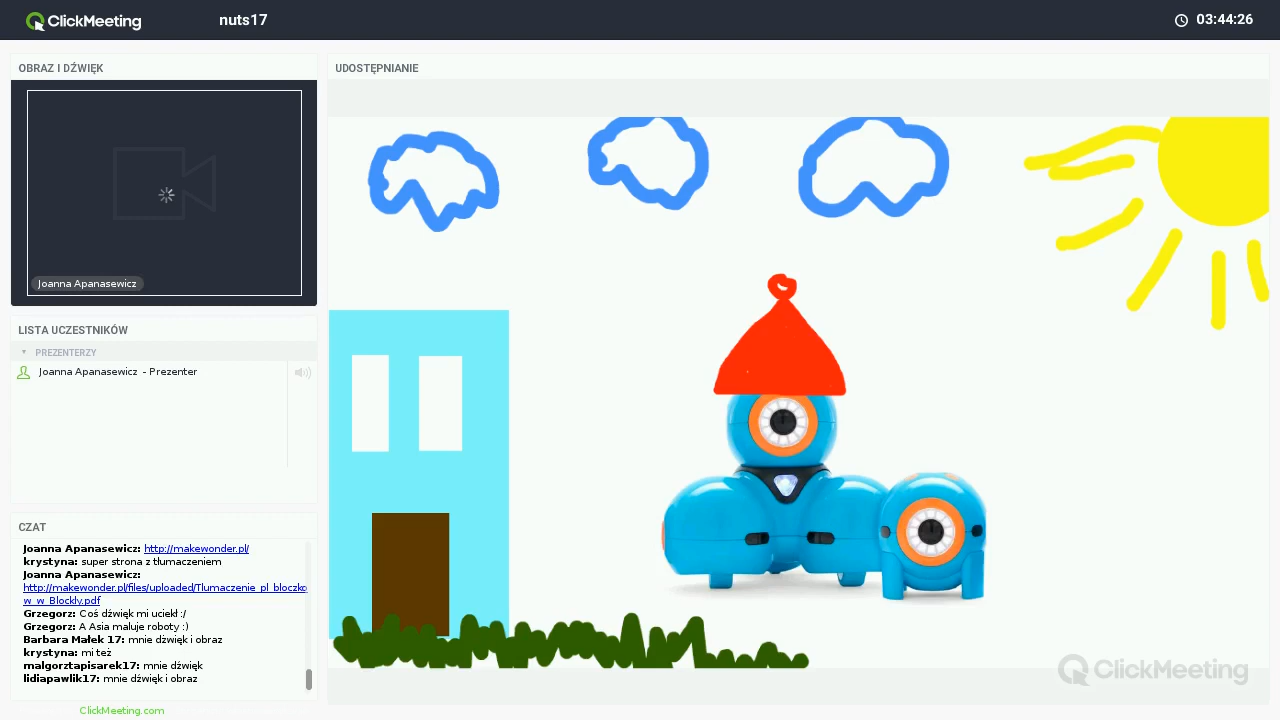 ClickMeeting
nuts17
03:44:26
OBRAZ I DŹWIĘK
UDOSTĘPNIANIE
Joanna Apanasewicz
LISTA UCZESTNIKÓW
PREZENTERZY
Joanna Apanasewicz - Prezenter
CZAT
Joanna Apanasewicz: http://makewonder.pl/
krystyna: super strona z tłumaczeniem
Joanna Apanasewicz:
http://makewonder.pl/files/uploaded/Tlumaczenie_pl_bloczko
w_w_Blockly.pdf
Grzegorz: Coś dźwięk mi uciekł :/
Grzegorz: A Asia maluje roboty :)
Barbara Małek 17: mnie dźwięk i obraz
krystyna: mi też
malgorztapisarek17: mnie dźwięk
lidiapawlik17: mnie dźwięk i obraz
ClickMeeting
ClickMeeting.com